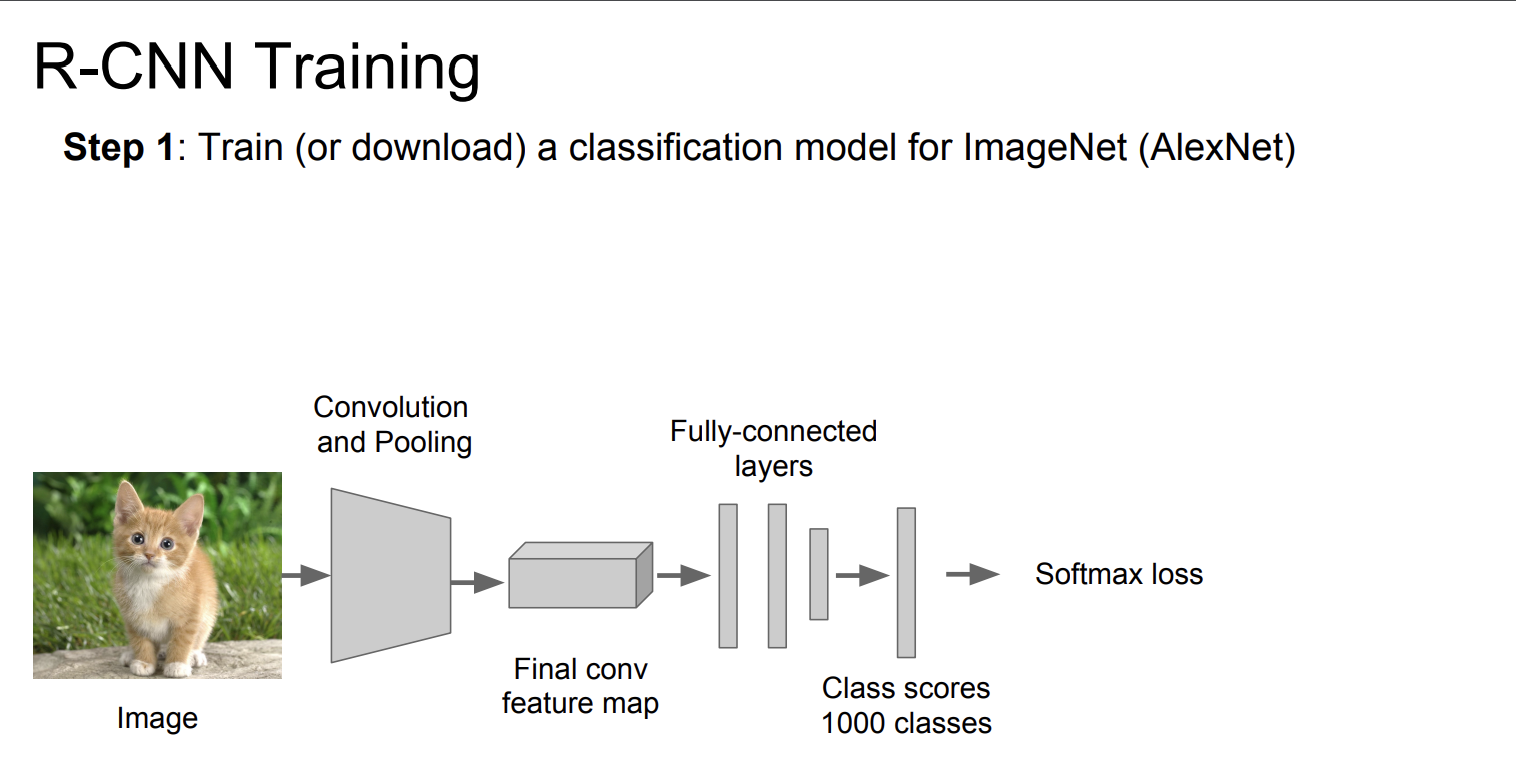 R-CNN Training
Step 1: Train (or download) a classification model for ImageNet (AlexNet)
Convolution
and Pooling
Fully-connected
layers
Softmax loss
Final conv
feature map
Class scores
1000 classes
Image